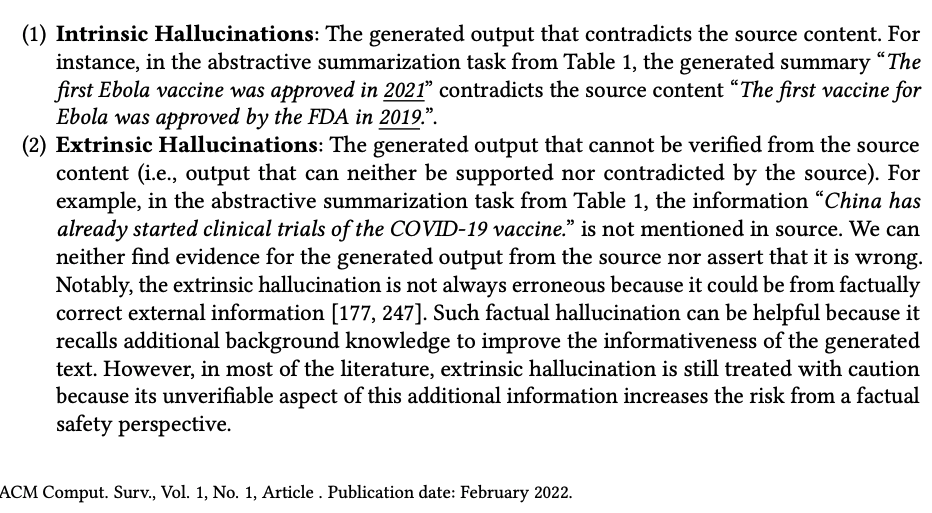 (1) Intrinsic Hallucinations: The generated output that contradicts the source content. For
instance, in the abstractive summarization task from Table 1, the generated summary “The
first Ebola vaccine was approved in 2021” contradicts the source content “The first vaccine for
Ebola was approved by the FDA in 2019.”.
(2) Extrinsic Hallucinations: The generated output that cannot be verified from the source
content (i.e., output that can neither be supported nor contradicted by the source). For
example, in the abstractive summarization task from Table 1, the information “China has
already started clinical trials of the COVID-19 vaccine.” is not mentioned in source. We can
neither find evidence for the generated output from the source nor assert that it is wrong.
Notably, the extrinsic hallucination is not always erroneous because it could be from factually
correct external information [177, 247]. Such factual hallucination can be helpful because it
recalls additional background knowledge to improve the informativeness of the generated
text. However, in most of the literature, extrinsic hallucination is still treated with caution
because its unverifiable aspect of this additional information increases the risk from a factual
safety perspective.
ACM Comput. Surv., Vol. 1, No. 1, Article . Publication date: February 2022.